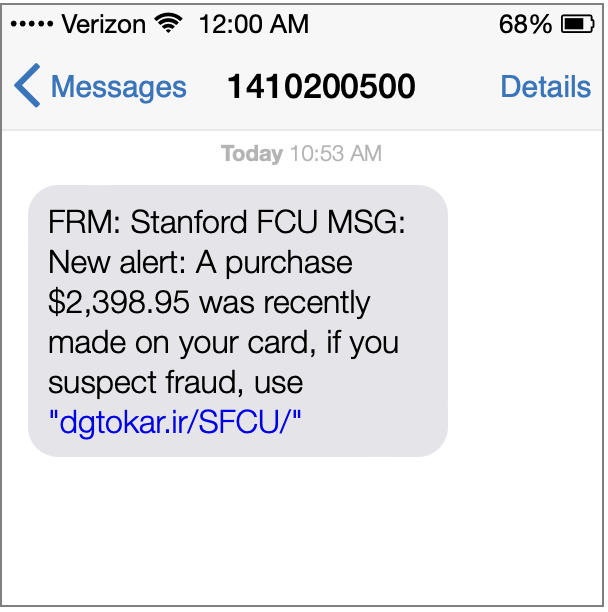 ••••• Verizon 12:00 AM 68%
Messages 1410200500 Details
Today 10:53 AM
FRM: Stanford FCU MSG:
New alert: A purchase
$2,398.95 was recently
made on your card, if you
suspect fraud, use
"dgtokar.ir/SFCU/"